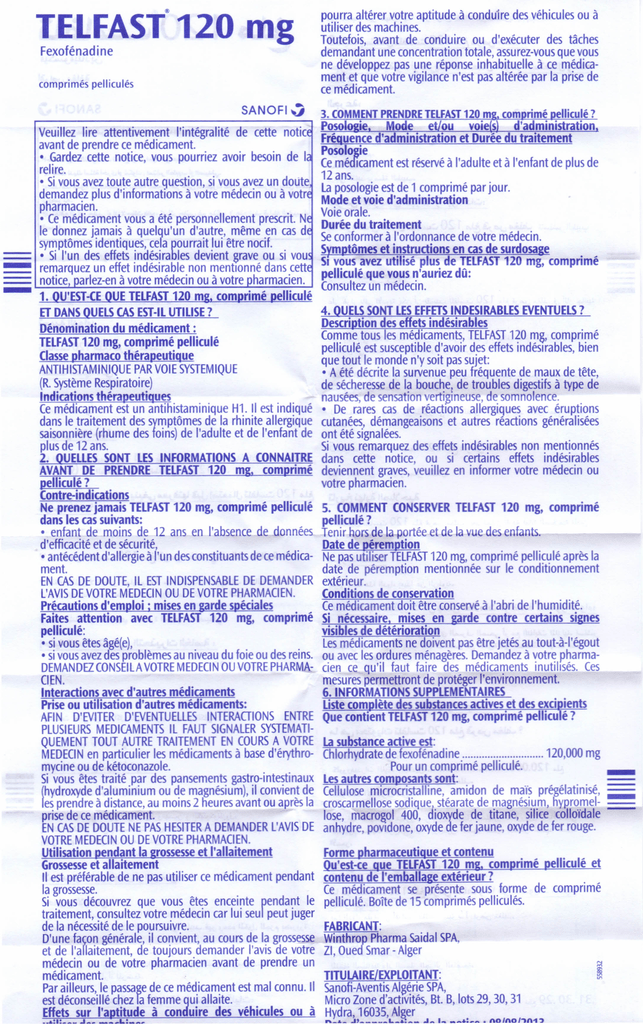 TELFAST® 120 mg
Fexofénadine
comprimés pelliculés
SANOFI
Veuillez lire attentivement l'intégralité de cette notice
avant de prendre ce médicament.
• Gardez cette notice, vous pourriez avoir besoin de la
relire.
• Si vous avez toute autre question, si vous avez un doute,
demandez plus d'informations à votre médecin ou à votre
pharmacien.
• Ce médicament vous a été personnellement prescrit. Ne
le donnez jamais à quelqu'un d'autre, même en cas de
symptômes identiques, cela pourrait lui être nocif.
• Si l'un des effets indésirables devient grave ou si vous
remarquez un effet indésirable non mentionné dans cette
notice, parlez-en à votre médecin ou à votre pharmacien.
1. QU'EST-CE QUE TELFAST 120 mg, comprimé pelliculé
ET DANS QUELS CAS EST-IL UTILISE ?
Dénomination du médicament :
TELFAST 120 mg, comprimé pelliculé
Classe pharmaco thérapeutique
ANTIHISTAMINIQUE PAR VOIE SYSTEMIQUE
(R. Système Respiratoire)
Indications thérapeutiques
Ce médicament est un antihistaminique H1. Il est indiqué
dans le traitement des symptômes de la rhinite allergique
saisonnière (rhume des foins) de l'adulte et de l'enfant de
plus de 12 ans.
2. QUELLES SONT LES INFORMATIONS A CONNAITRE
AVANT DE PRENDRE TELFAST 120 mg, comprimé
pelliculé ?
Contre-indications
Ne prenez jamais TELFAST 120 mg, comprimé pelliculé
dans les cas suivants:
• enfant de moins de 12 ans en l'absence de données
d'efficacité et de sécurité,
• antécédent d'allergie à l'un des constituants de ce médica-
ment.
EN CAS DE DOUTE, IL EST INDISPENSABLE DE DEMANDER
L'AVIS DE VOTRE MEDECIN OU DE VOTRE PHARMACIEN.
Précautions d'emploi ; mises en garde spéciales
Faites attention avec TELFAST 120 mg, comprimé
pelliculé:
• si vous êtes âgé(e),
• si vous avez des problèmes au niveau du foie ou des reins.
DEMANDEZ CONSEIL A VOTRE MEDECIN OU VOTRE PHARMA-
CIEN.
Interactions avec d'autres médicaments
Prise ou utilisation d'autres médicaments:
AFIN D'EVITER D'EVENTUELLES INTERACTIONS ENTRE
PLUSIEURS MEDICAMENTS IL FAUT SIGNALER SYSTEMATI-
QUEMENT TOUT AUTRE TRAITEMENT EN COURS A VOTRE
MEDECIN en particulier les médicaments à base d'érythro-
mycine ou de kétoconazole.
Si vous êtes traité par des pansements gastro-intestinaux
(hydroxyde d'aluminium ou de magnésium), il convient de
les prendre à distance, au moins 2 heures avant ou après la
prise de ce médicament.
EN CAS DE DOUTE NE PAS HESITER A DEMANDER L'AVIS DE
VOTRE MEDECIN OU DE VOTRE PHARMACIEN.
Utilisation pendant la grossesse et l'allaitement
Grossesse et allaitement
Il est préférable de ne pas utiliser ce médicament pendant
la grossesse.
Si vous découvrez que vous êtes enceinte pendant le
traitement, consultez votre médecin car lui seul peut juger
de la nécessité de le poursuivre.
D'une façon générale, il convient, au cours de la grossesse
et de l'allaitement, de toujours demander l'avis de votre
médecin ou de votre pharmacien avant de prendre un
médicament.
Par ailleurs, le passage de ce médicament est mal connu. Il
est déconseillé chez la femme qui allaite.
Effets sur l'aptitude à conduire des véhicules ou à
utiliser des machines
pourra altérer votre aptitude à conduire des véhicules ou à
utiliser des machines.
Toutefois, avant de conduire ou d'exécuter des tâches
demandant une concentration totale, assurez-vous que vous
ne développez pas une réponse inhabituelle à ce médica-
ment et que votre vigilance n'est pas altérée par la prise de
ce médicament.
3. COMMENT PRENDRE TELFAST 120 mg, comprimé pelliculé ?
Posologie, Mode et/ou voie(s) d'administration,
Fréquence d'administration et Durée du traitement
Posologie
Ce médicament est réservé à l'adulte et à l'enfant de plus de
12 ans.
La posologie est de 1 comprimé par jour.
Mode et voie d'administration
Voie orale.
Durée du traitement
Se conformer à l'ordonnance de votre médecin.
Symptômes et instructions en cas de surdosage
Si vous avez utilisé plus de TELFAST 120 mg, comprimé
pelliculé que vous n'auriez dû:
Consultez un médecin.
4. QUELS SONT LES EFFETS INDESIRABLES EVENTUELS ?
Description des effets indésirables
Comme tous les médicaments, TELFAST 120 mg, comprimé
pelliculé est susceptible d'avoir des effets indésirables, bien
que tout le monde n'y soit pas sujet:
• A été décrite la survenue peu fréquente de maux de tête,
de sécheresse de la bouche, de troubles digestifs à type de
nausées, de sensation vertigineuse, de somnolence.
• De rares cas de réactions allergiques avec éruptions
cutanées, démangeaisons et autres réactions généralisées
ont été signalées.
Si vous remarquez des effets indésirables non mentionnés
dans cette notice, ou si certains effets indésirables
deviennent graves, veuillez en informer votre médecin ou
votre pharmacien.
5. COMMENT CONSERVER TELFAST 120 mg, comprimé
pelliculé ?
Tenir hors de la portée et de la vue des enfants.
Date de péremption
Ne pas utiliser TELFAST 120 mg, comprimé pelliculé après la
date de péremption mentionnée sur le conditionnement
extérieur.
Conditions de conservation
Ce médicament doit être conservé à l'abri de l'humidité.
Si nécessaire, mises en garde contre certains signes
visibles de détérioration
Les médicaments ne doivent pas être jetés au tout-à-l'égout
ou avec les ordures ménagères. Demandez à votre pharma-
cien ce qu'il faut faire des médicaments inutilisés. Ces
mesures permettront de protéger l'environnement.
6. INFORMATIONS SUPPLEMENTAIRES
Liste complète des substances actives et des excipients
Que contient TELFAST 120 mg, comprimé pelliculé ?
La substance active est:
Chlorhydrate de fexofénadine ........................... 120,000 mg
Pour un comprimé pelliculé.
Les autres composants sont:
Cellulose microcristalline, amidon de maïs prégélatinisé,
croscarmellose sodique, stéarate de magnésium, hypromel-
lose, macrogol 400, dioxyde de titane, silice colloïdale
anhydre, povidone, oxyde de fer jaune, oxyde de fer rouge.
Forme pharmaceutique et contenu
Qu'est-ce que TELFAST 120 mg, comprimé pelliculé et
contenu de l'emballage extérieur ?
Ce médicament se présente sous forme de comprimé
pelliculé. Boîte de 15 comprimés pelliculés.
FABRICANT:
Winthrop Pharma Saidal SPA,
ZI, Oued Smar - Alger
TITULAIRE/EXPLOITANT:
Sanofi-Aventis Algérie SPA,
Micro Zone d'activités, Bt. B, lots 29, 30, 31
Hydra, 16035, Alger
Date d'approbation de la notice : 08/08/2013
558932